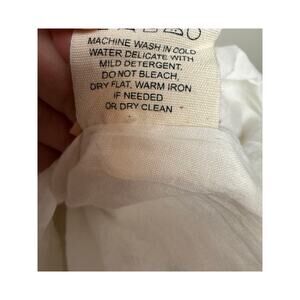 MACHINE WASH IN COLD
WATER DELICATE WITH
MILD DETERGENT.
DO NOT BLEACH,
DRY FLAT, WARM IRON
IF NEEDED
OR DRY CLEAN